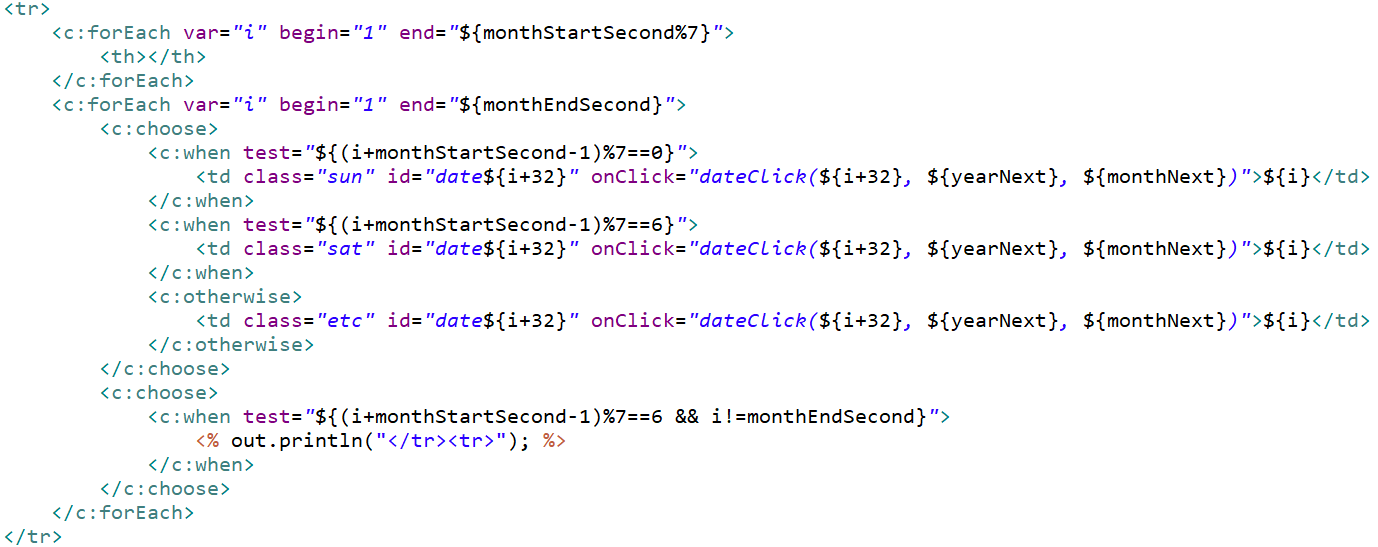 <tr>
    <c:forEach var="i" begin="1" end="${monthStartSecond%7}">
        <th></th>
    </c:forEach>
    <c:forEach var="i" begin="1" end="${monthEndSecond}">
        <c:choose>
            <c:when test="${(i+monthStartSecond-1)%7==0}">
                <td class="sun" id="date${i+32}" onClick="dateClick(${i+32}, ${yearNext}, ${monthNext})">${i}</td>
            </c:when>
            <c:when test="${(i+monthStartSecond-1)%7==6}">
                <td class="sat" id="date${i+32}" onClick="dateClick(${i+32}, ${yearNext}, ${monthNext})">${i}</td>
            </c:when>
            <c:otherwise>
                <td class="etc" id="date${i+32}" onClick="dateClick(${i+32}, ${yearNext}, ${monthNext})">${i}</td>
            </c:otherwise>
        </c:choose>
        <c:choose>
            <c:when test="${(i+monthStartSecond-1)%7==6 && i!=monthEndSecond}">
                <% out.println("</tr><tr>"); %>
            </c:when>
        </c:choose>
    </c:forEach>
</tr>